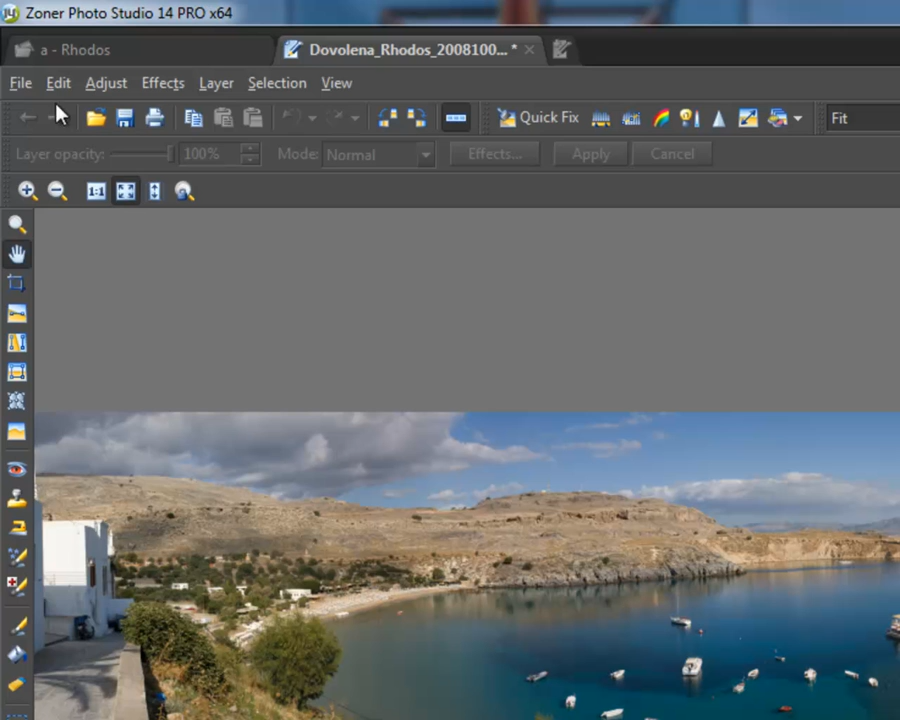 Zoner Photo Studio 14 PRO x64
a - Rhodos
Dovolena_Rhodos_2008100... *
File Edit Adjust Effects Layer Selection View
Quick Fix Fit
Layer opacity: 100% Mode: Normal Effects... Apply Cancel
1:1